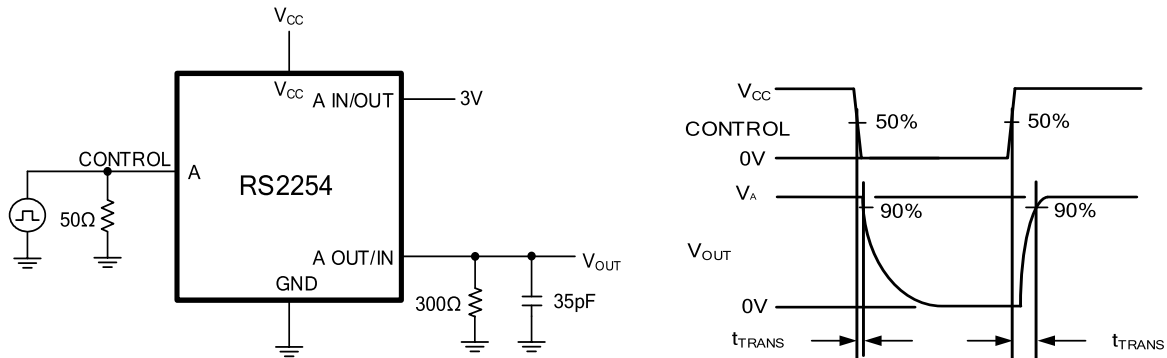 VCC
VCC
A IN/OUT
3V
CONTROL
A
RS2254
50Ω
A OUT/IN
VOUT
GND
300Ω
35pF
VCC
50%
50%
CONTROL
0V
VA
90%
90%
VOUT
0V
tTRANS
tTRANS